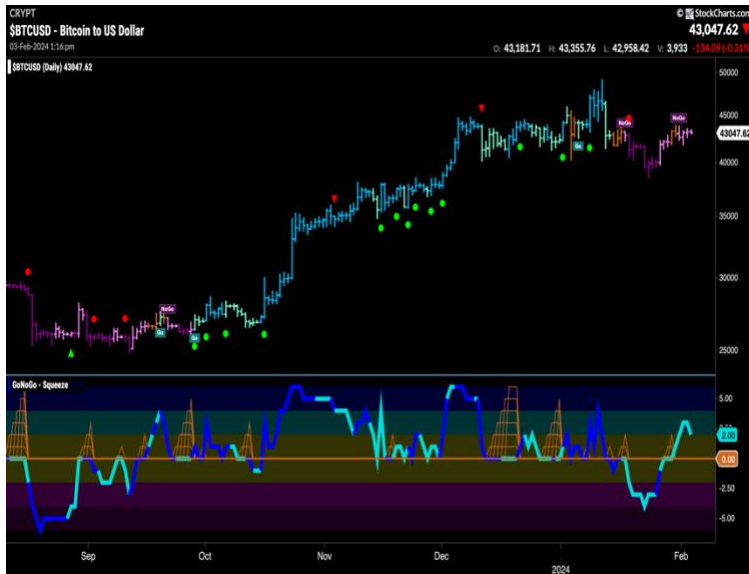 CRYPT
© StockCharts.com
$BTCUSD - Bitcoin to US Dollar
43,047.62
03-Feb-2024 1:16pm
O: 43,181.71 H: 43,355.76 L: 42,958.42 V: 3,933 -134.09 (-0.31%)
$BTCUSD (Daily) 43047.62
50000
45000
43047.62
40000
35000
30000
25000
NoGo
NoGo
Go
NoGo
Go
Go
GoNoGo - Squeeze
5.00
2.00
0.00
-2.50
-5.00
Sep Oct Nov Dec 2024 Feb